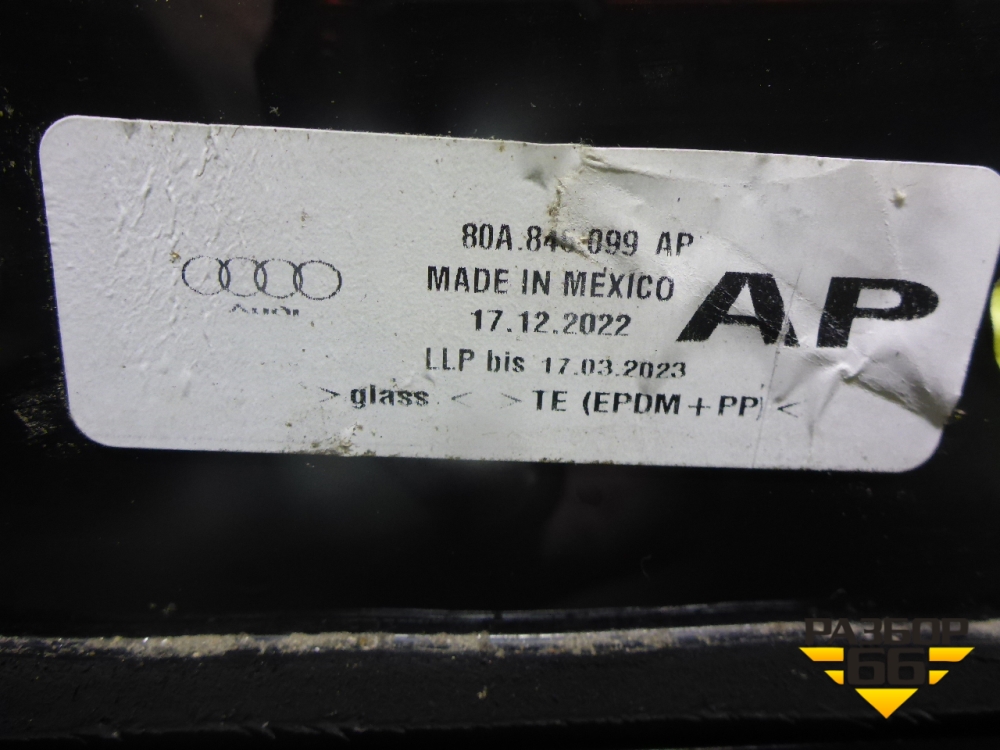 80A.845.099 AP
MADE IN MEXICO
17.12.2022
LLP bis 17.03.2023
>glass< >TE (EPDM+PP)<
AUDI
AP
РАЗБОР
66